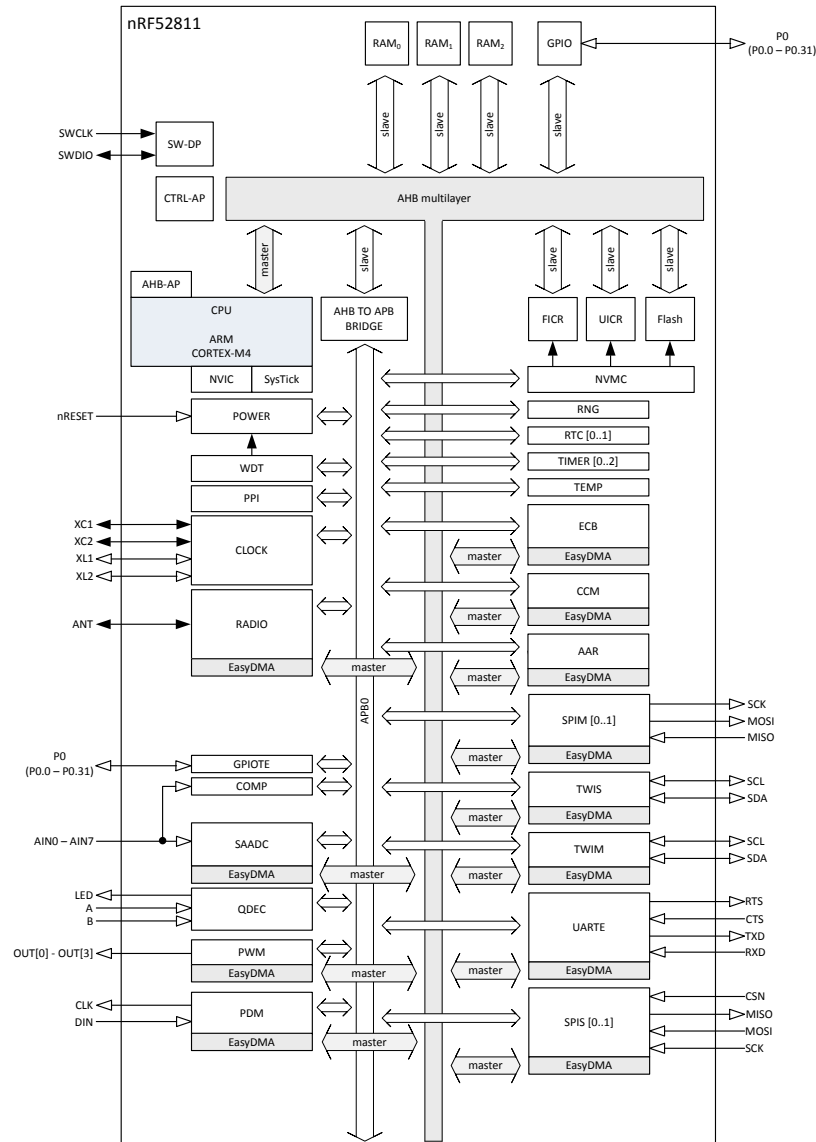 nRF52811
RAM0
RAM1
RAM2
GPIO
P0
(P0.0 – P0.31)
slave
slave
slave
slave
SWCLK
SWDIO
SW-DP
CTRL-AP
AHB multilayer
master
slave
slave
slave
slave
AHB-AP
CPU
ARM
CORTEX-M4
NVIC
SysTick
AHB TO APB
BRIDGE
FICR
UICR
Flash
NVMC
nRESET
POWER
RNG
RTC [0..1]
WDT
TIMER [0..2]
PPI
TEMP
XC1
XC2
XL1
XL2
CLOCK
ECB
master
EasyDMA
ANT
RADIO
CCM
master
EasyDMA
AAR
EasyDMA
master
master
EasyDMA
APB0
SPIM [0..1]
SCK
MOSI
MISO
master
EasyDMA
P0
(P0.0 – P0.31)
GPIOTE
COMP
TWIS
SCL
SDA
master
EasyDMA
AIN0 – AIN7
SAADC
TWIM
SCL
SDA
EasyDMA
master
master
EasyDMA
LED
A
B
QDEC
UARTE
RTS
CTS
TXD
RXD
OUT[0] - OUT[3]
PWM
EasyDMA
master
master
EasyDMA
CLK
DIN
PDM
EasyDMA
master
SPIS [0..1]
CSN
MISO
MOSI
SCK
master
EasyDMA